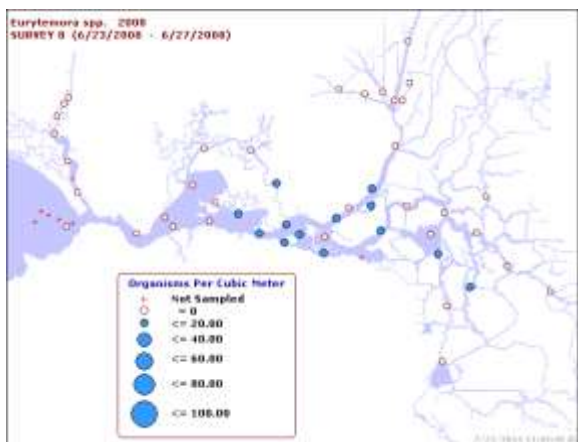 Eurytemora spp. 2008
SURVEY 8 (6/23/2008 - 6/27/2008)
Organisms Per Cubic Meter
Not Sampled
= 0
<= 20.00
<= 40.00
<= 60.00
<= 80.00
<= 100.00